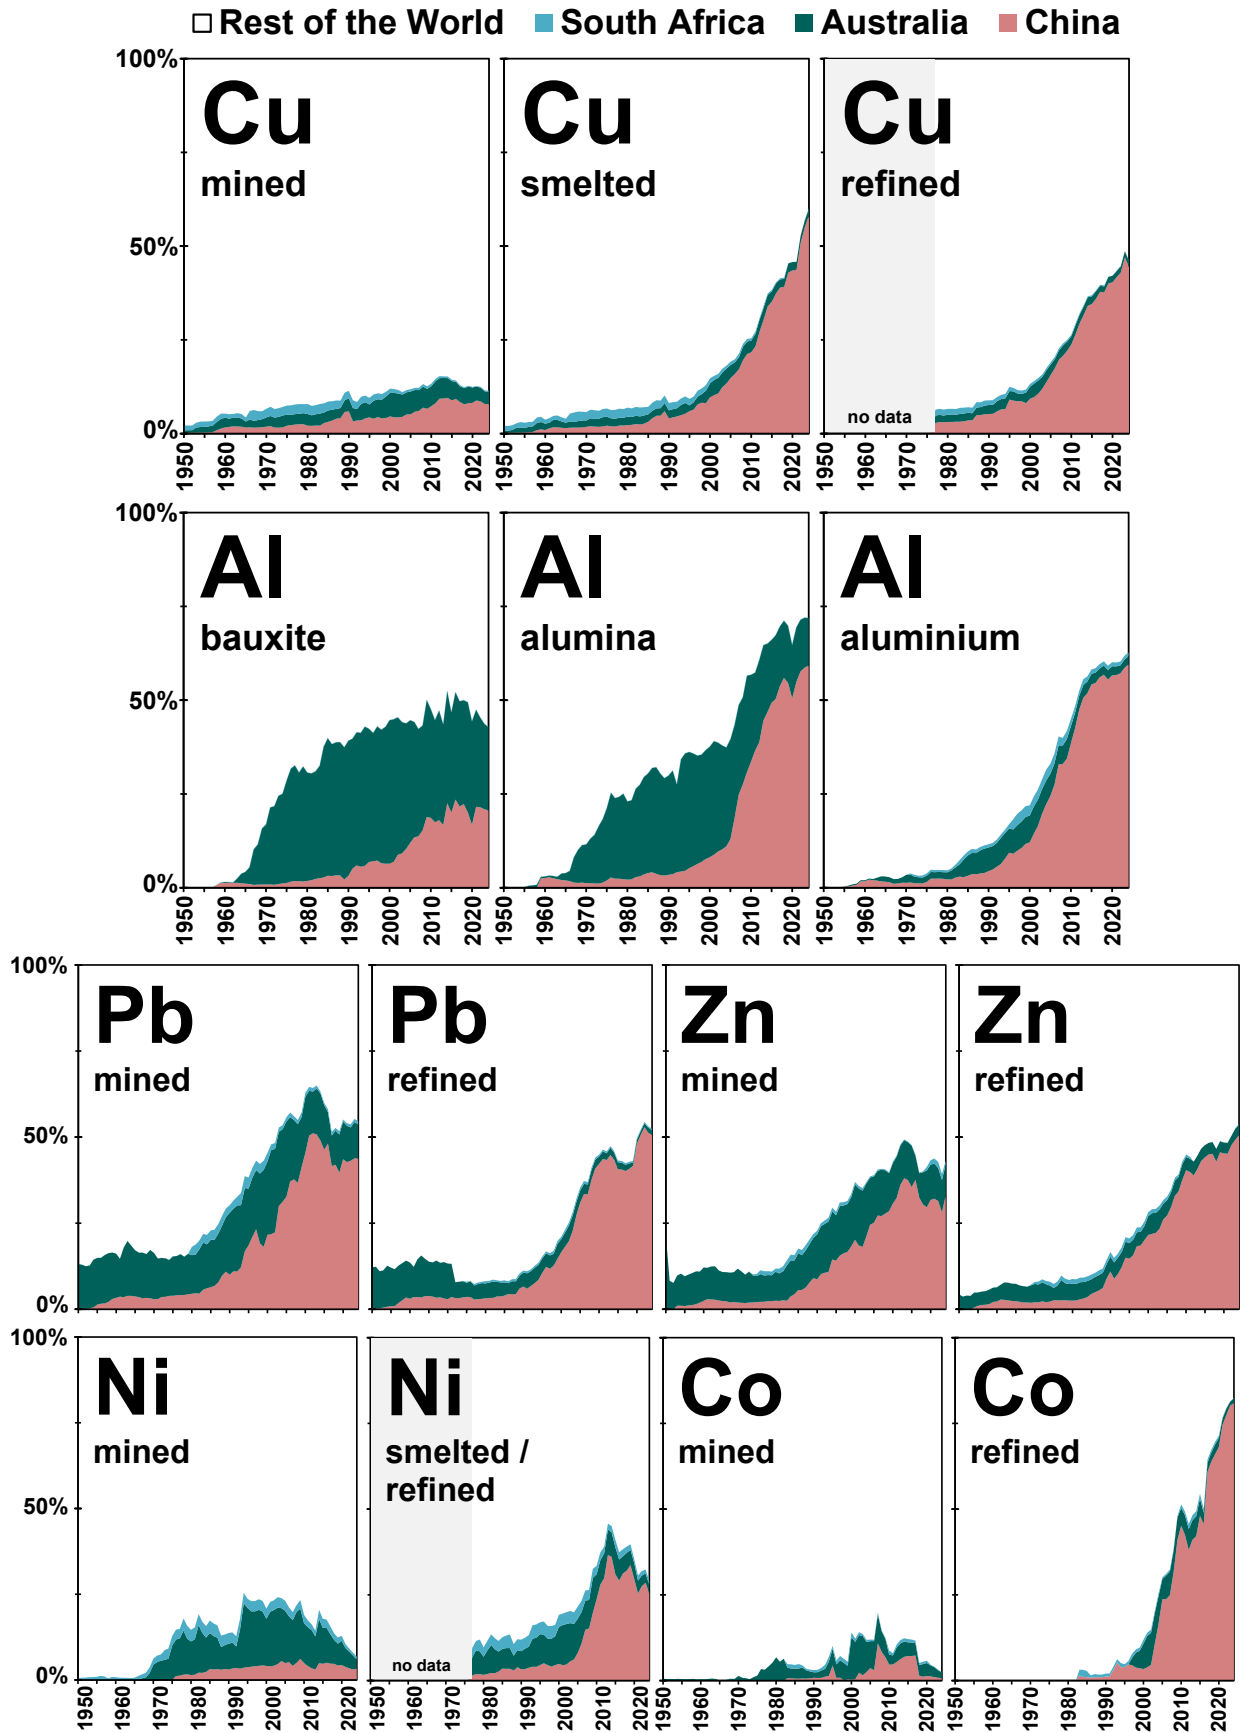 Rest of the World South Africa Australia China
100%
50%
0%
Cu
mined
1950 1960 1970 1980 1990 2000 2010 2020
Cu
smelted
1950 1960 1970 1980 1990 2000 2010 2020
Cu
refined
no data
1950 1960 1970 1980 1990 2000 2010 2020
100%
50%
0%
Al
bauxite
1950 1960 1970 1980 1990 2000 2010 2020
Al
alumina
1950 1960 1970 1980 1990 2000 2010 2020
Al
aluminium
1950 1960 1970 1980 1990 2000 2010 2020
100%
50%
0%
Pb
mined
Pb
refined
Zn
mined
Zn
refined
100%
50%
0%
Ni
mined
1950 1960 1970 1980 1990 2000 2010 2020
Ni
smelted /
refined
no data
1950 1960 1970 1980 1990 2000 2010 2020
Co
mined
1950 1960 1970 1980 1990 2000 2010 2020
Co
refined
1950 1960 1970 1980 1990 2000 2010 2020